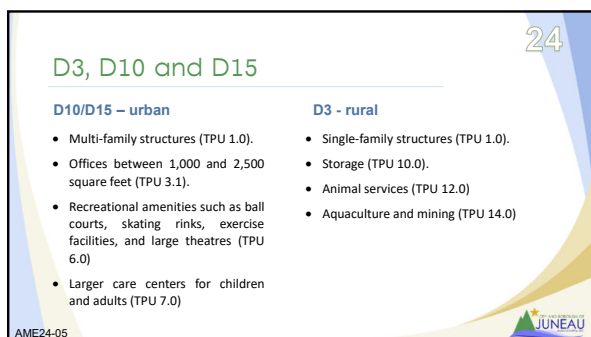 24
D3, D10 and D15
D10/D15 – urban
• Multi-family structures (TPU 1.0).
• Offices between 1,000 and 2,500
square feet (TPU 3.1).
• Recreational amenities such as ball
courts, skating rinks, exercise
facilities, and large theatres (TPU
6.0)
• Larger care centers for children
and adults (TPU 7.0)
D3 - rural
• Single-family structures (TPU 1.0).
• Storage (TPU 10.0).
• Animal services (TPU 12.0)
• Aquaculture and mining (TPU 14.0)
AME24-05
CITY AND BOROUGH OF
JUNEAU